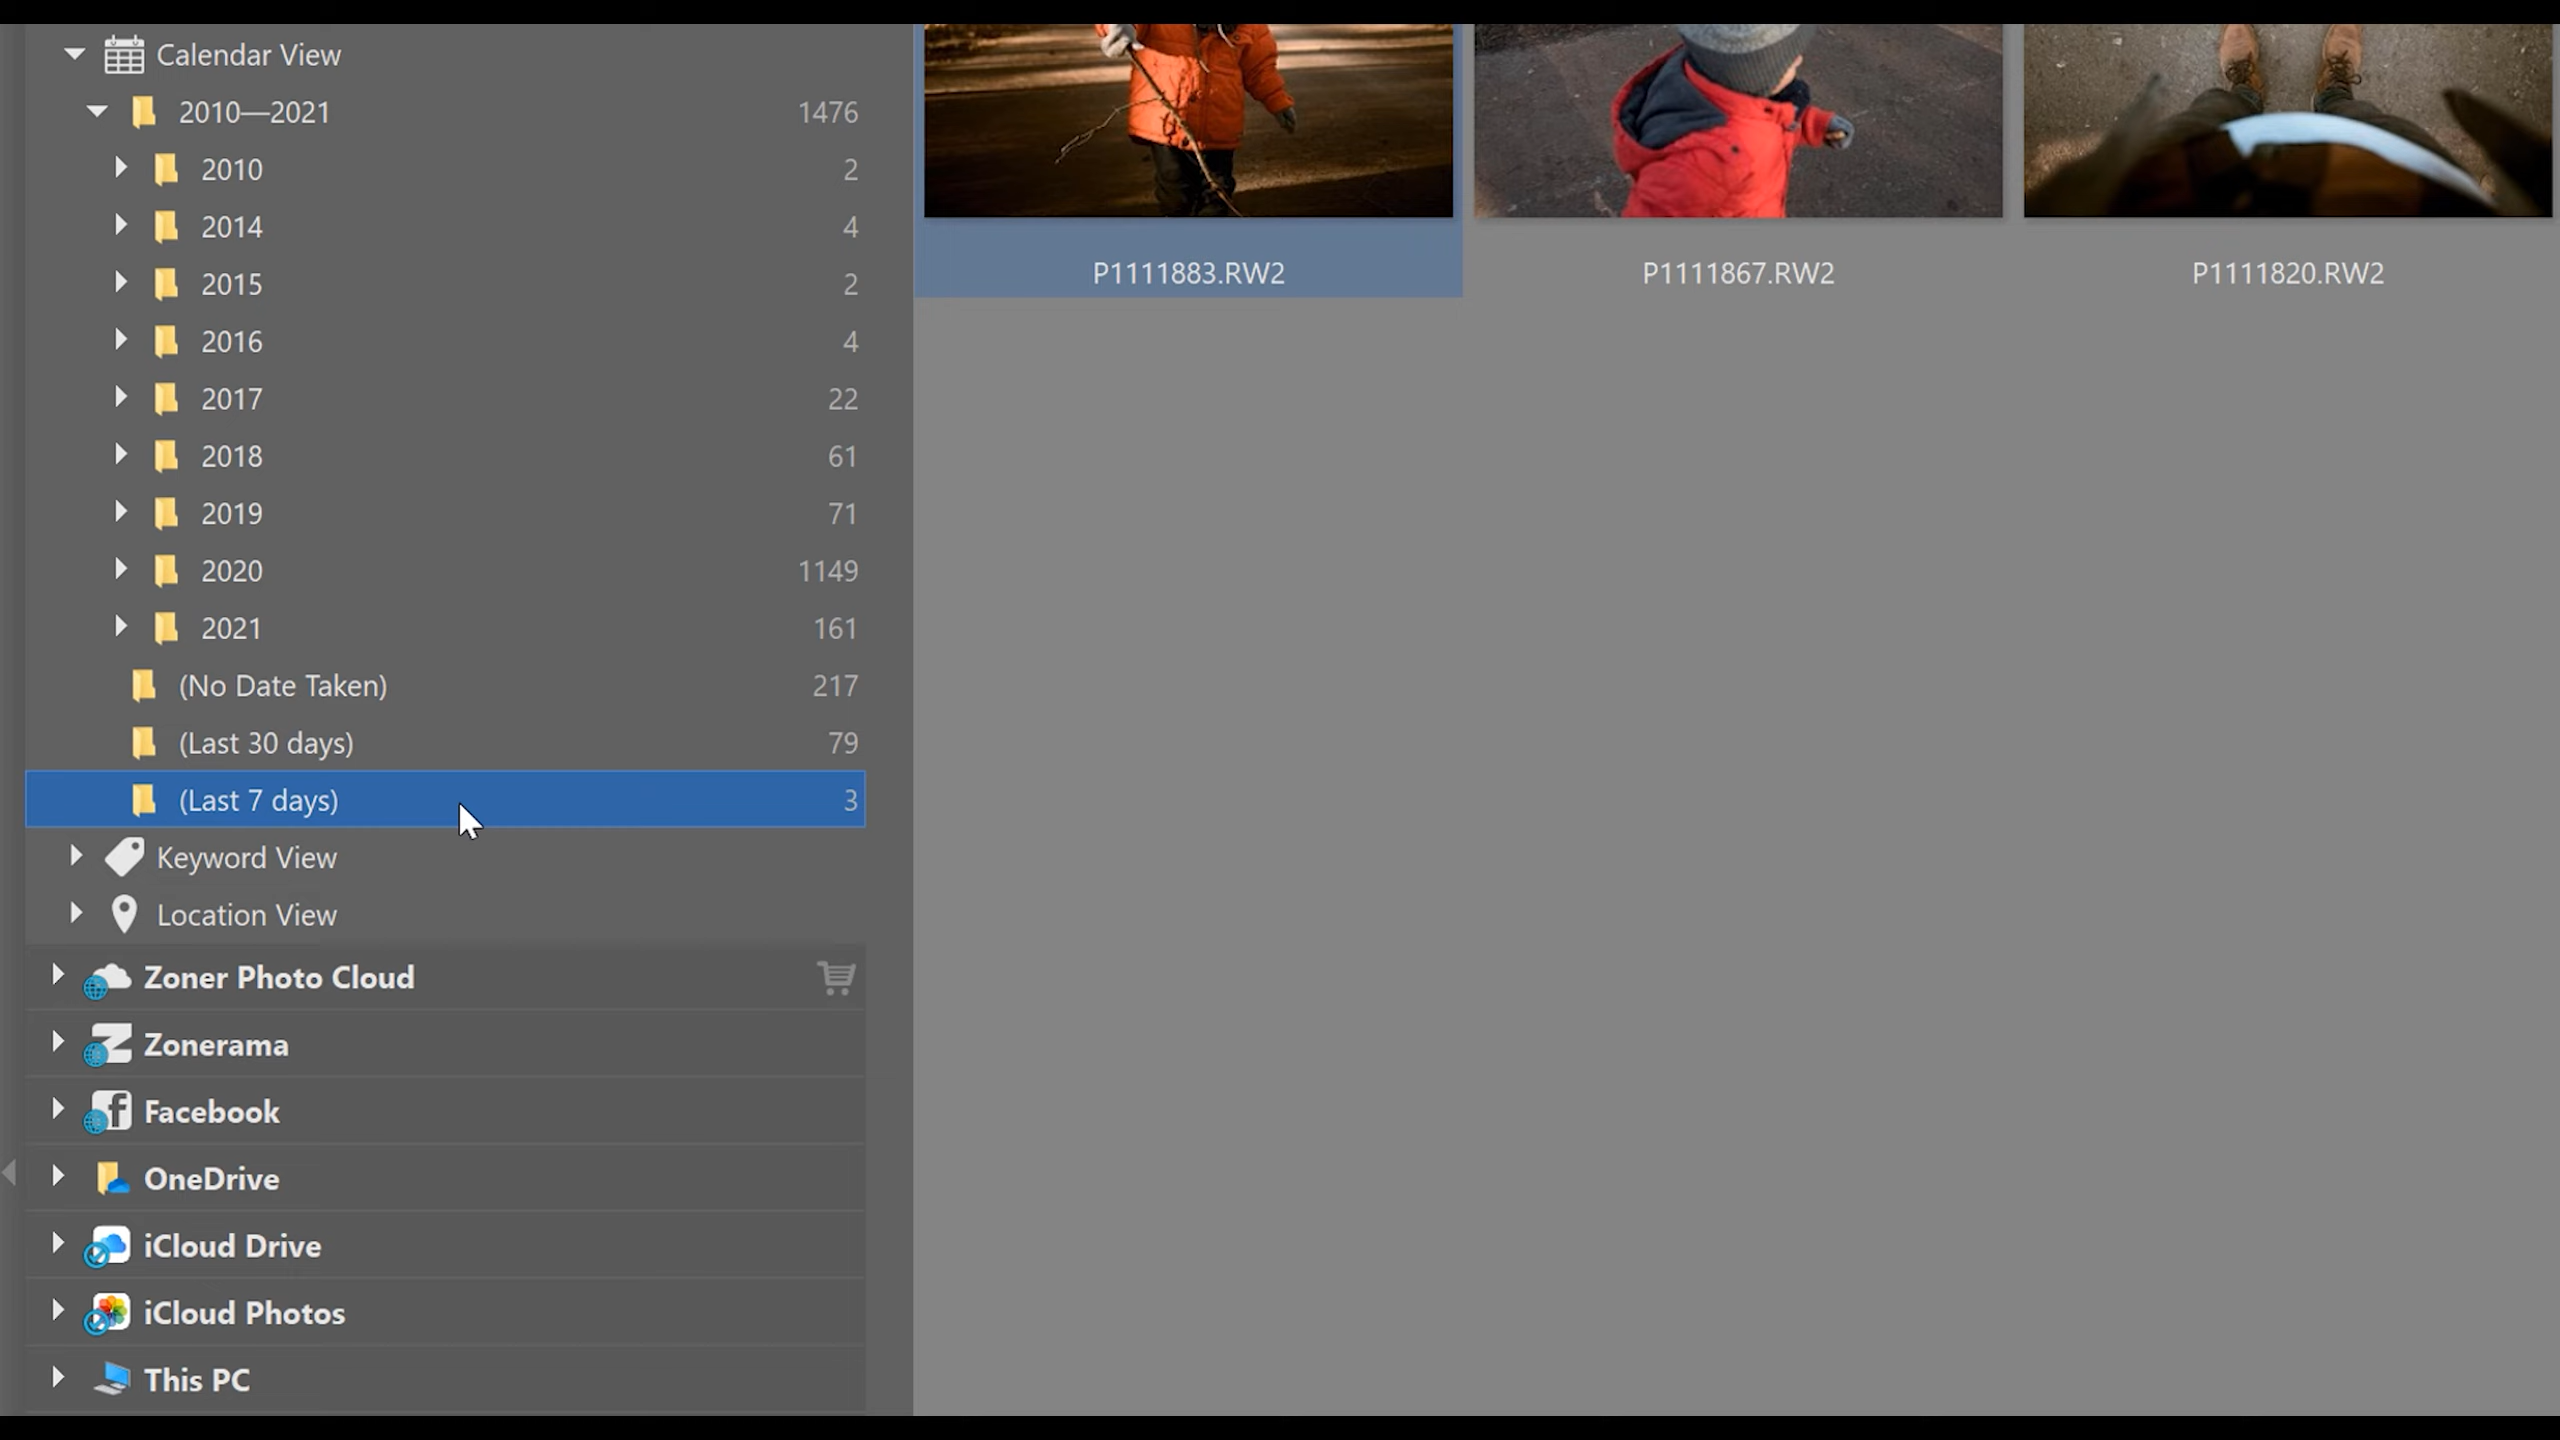 Calendar View
2010—2021 1476
2010 2
2014 4
2015 2
2016 4
2017 22
2018 61
2019 71
2020 1149
2021 161
(No Date Taken) 217
(Last 30 days) 79
(Last 7 days) 3
Keyword View
Location View
Zoner Photo Cloud
Zonerama
Facebook
OneDrive
iCloud Drive
iCloud Photos
This PC
P1111883.RW2
P1111867.RW2
P1111820.RW2